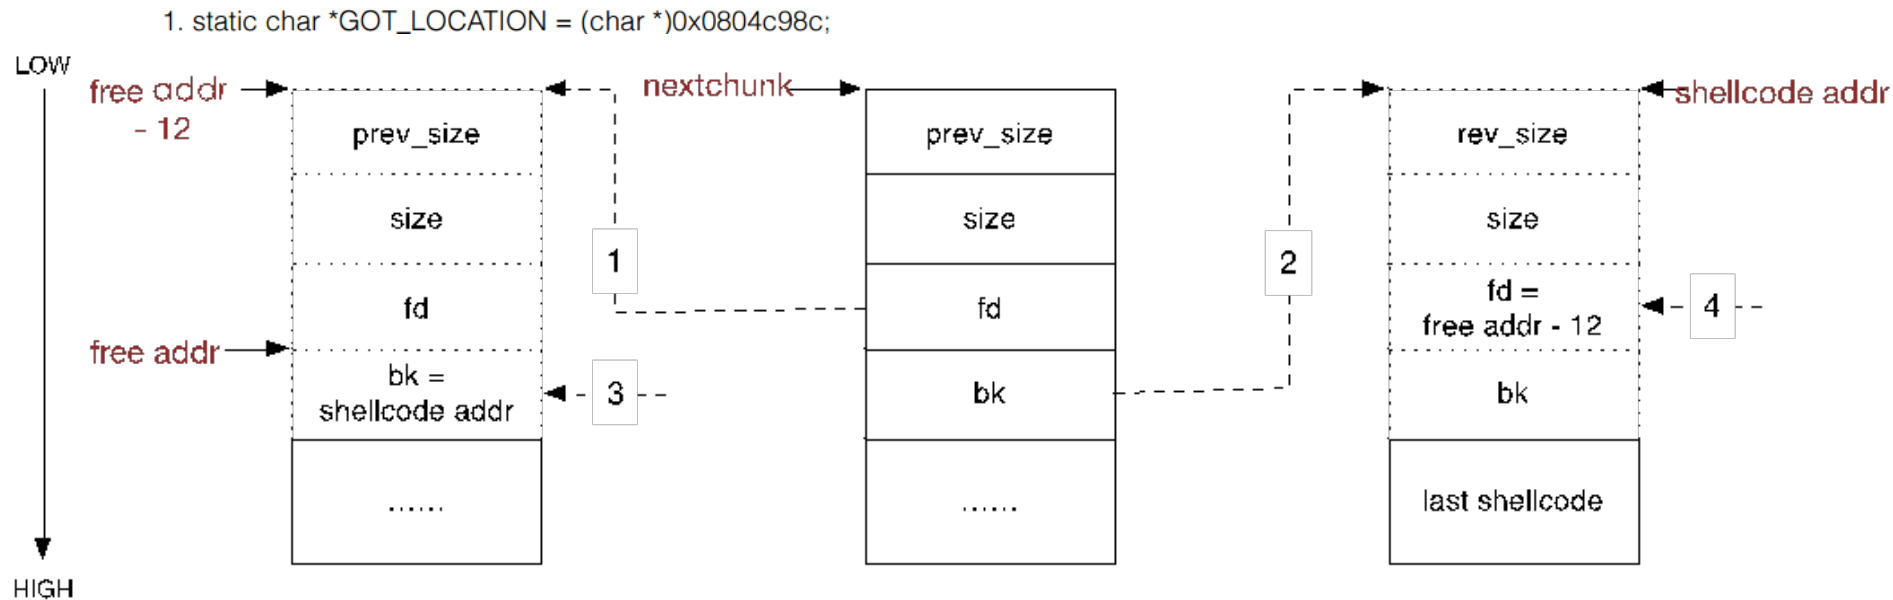 1. static char *GOT_LOCATION = (char *)0x0804c98c;
LOW
HIGH
free addr
- 12
free addr
prev_size
size
fd
bk =
shellcode addr
......
1
3
nextchunk
prev_size
size
fd
bk
......
2
shellcode addr
rev_size
size
fd =
free addr - 12
bk
last shellcode
4